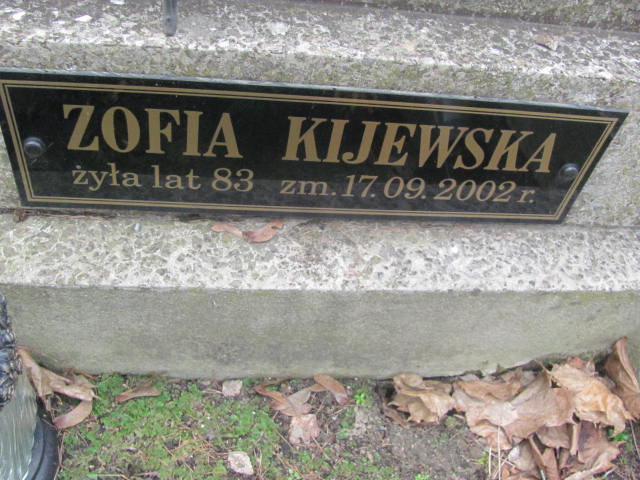 ZOFIA KIJEWSKA
żyła lat 83 zm. 17.09.2002 r.